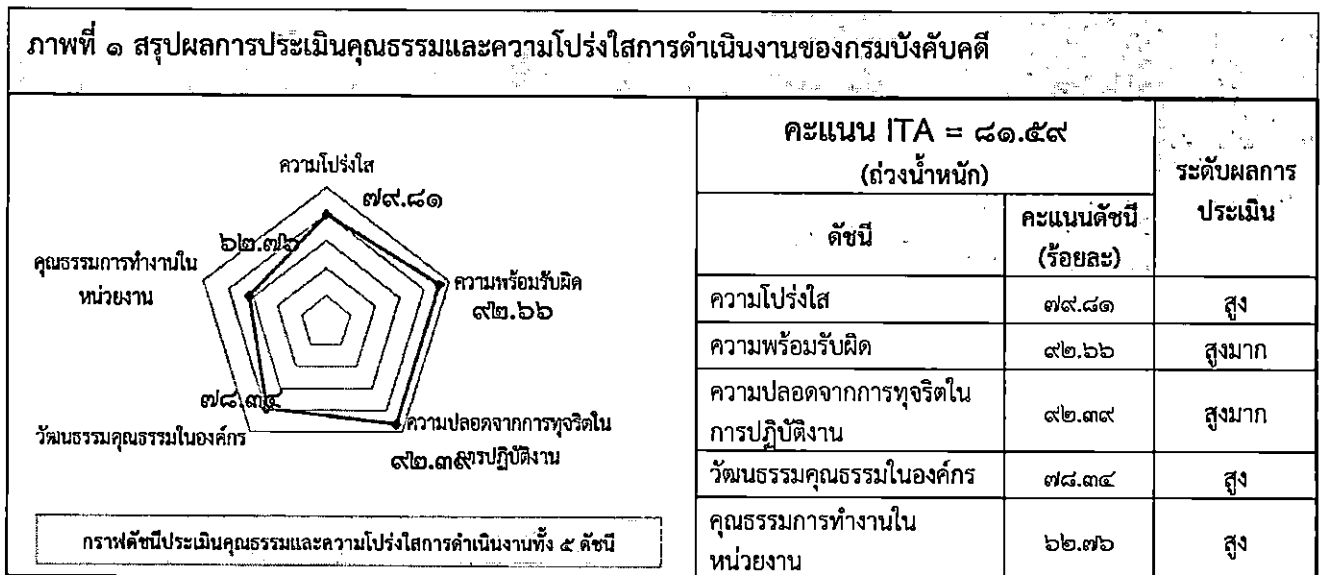 ภาพที่ ๑ สรุปผลการประเมินคุณธรรมและความโปร่งใสการดำเนินงานของกรมบังคับคดี
ความโปร่งใส
๗๙.๘๑
๖๒.๗๖
คุณธรรมการทำงานใน
หน่วยงาน
ความพร้อมรับผิด
๙๒.๖๖
๗๘.๓๔
วัฒนธรรมคุณธรรมในองค์กร
ความปลอดจากการทุจริตใน
๙๒.๓๙
การปฏิบัติงาน
กราฟดัชนีประเมินคุณธรรมและความโปร่งใสการดำเนินงานทั้ง ๕ ดัชนี
คะแนน ITA = ๘๑.๕๙
(ถ่วงน้ำหนัก)
ระดับผลการ
ประเมิน
ดัชนี
คะแนนดัชนี
(ร้อยละ)
ความโปร่งใส ๗๙.๘๑ สูง
ความพร้อมรับผิด ๙๒.๖๖ สูงมาก
ความปลอดจากการทุจริตใน
การปฏิบัติงาน ๙๒.๓๙ สูงมาก
วัฒนธรรมคุณธรรมในองค์กร ๗๘.๓๔ สูง
คุณธรรมการทำงานใน
หน่วยงาน ๖๒.๗๖ สูง